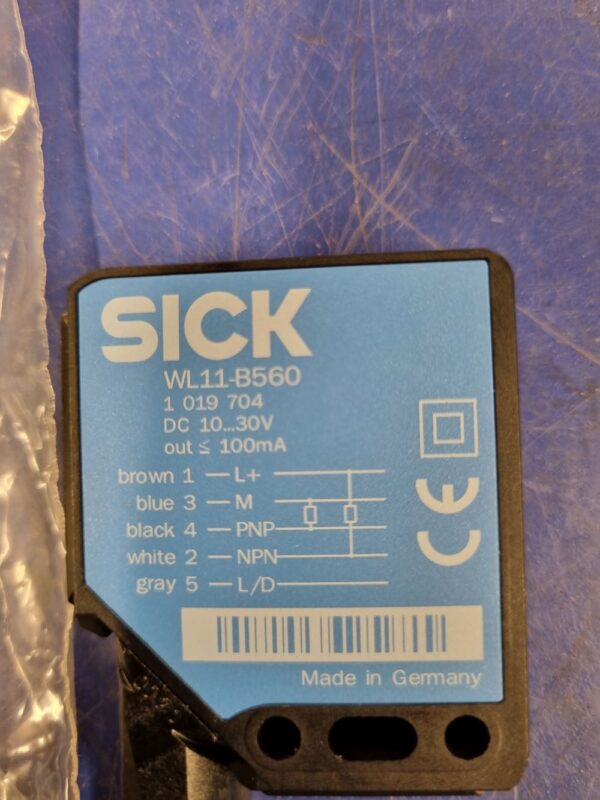 SICK
WL11-B560
1 019 704
DC 10...30V
out ≤ 100mA
brown 1 — L+
blue 3 — M
black 4 — PNP
white 2 — NPN
gray 5 — L/D
CE
Made in Germany